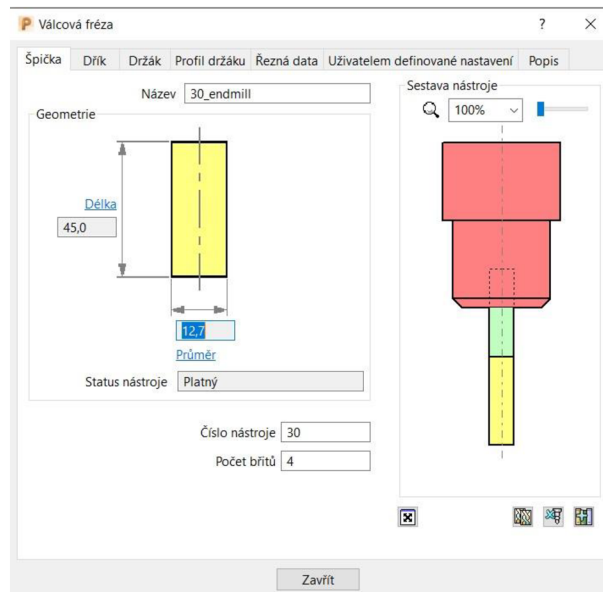 Válcová fréza
Špička Dřík Držák Profil držáku Řezná data Uživatelem definované nastavení Popis
Název 30_endmill
Geometrie
Délka
45,0
12,7
Průměr
Status nástroje Platný
Číslo nástroje 30
Počet břitů 4
Sestava nástroje
100%
Zavřít